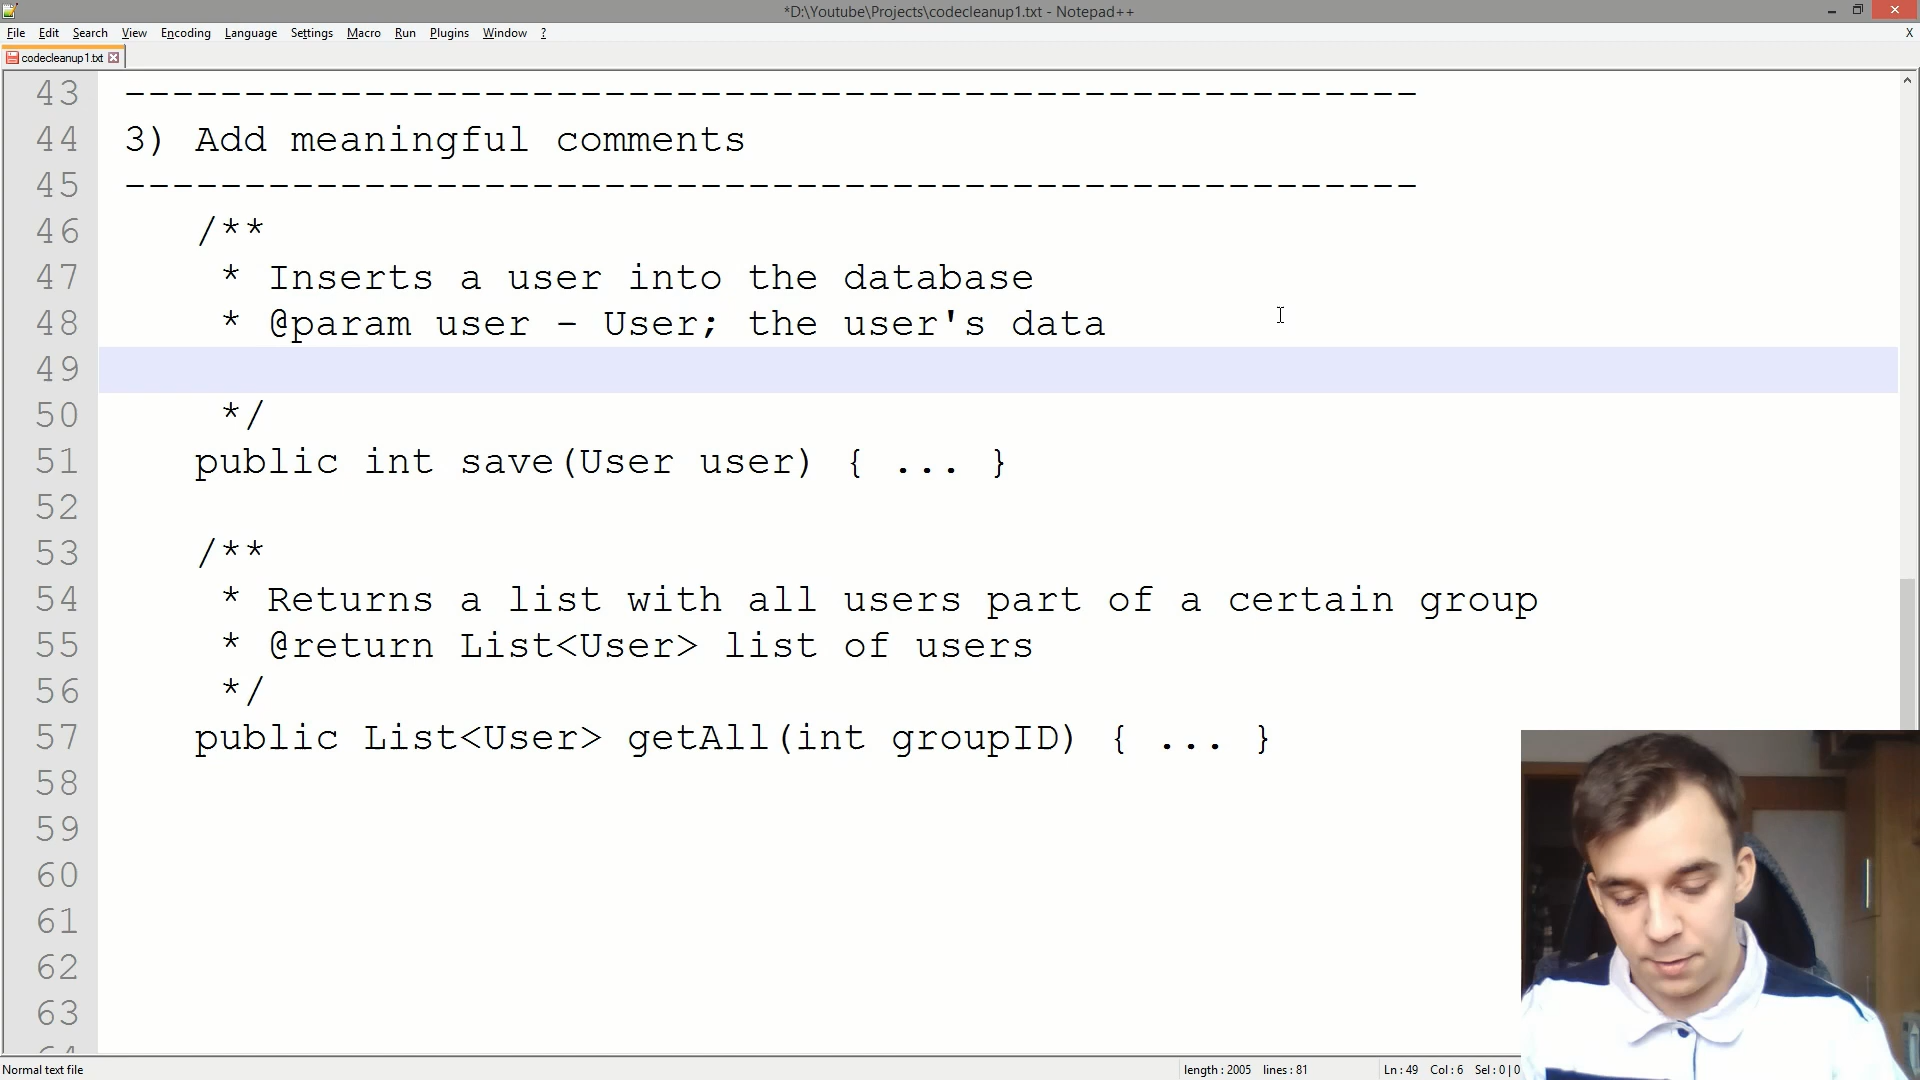 *D:\Youtube\Projects\codecleanup1.txt - Notepad++
File Edit Search View Encoding Language Settings Macro Run Plugins Window ? X
codecleanup1.txt
43 ------------------------------------------------------
44 3) Add meaningful comments
45 ------------------------------------------------------
46 /**
47 * Inserts a user into the database
48 * @param user - User; the user's data
49
50 */
51 public int save(User user) { ... }
52
53 /**
54 * Returns a list with all users part of a certain group
55 * @return List<User> list of users
56 */
57 public List<User> getAll(int groupID) { ... }
58
59
60
61
62
63
Normal text file length : 2005 lines : 81 Ln : 49 Col : 6 Sel : 0 | 0